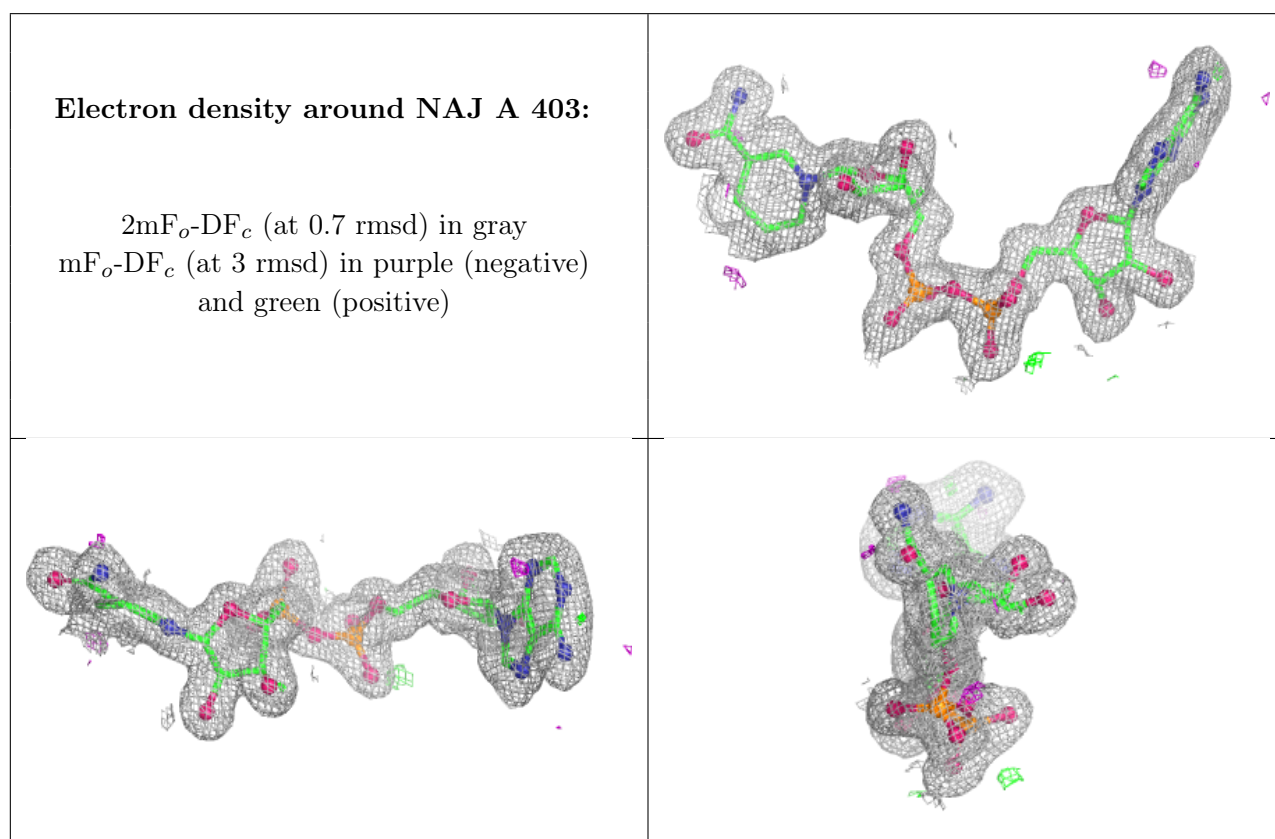 Electron density around NAJ A 403:
2mFₒ-DF𝒸 (at 0.7 rmsd) in gray
mFₒ-DF𝒸 (at 3 rmsd) in purple (negative)
and green (positive)